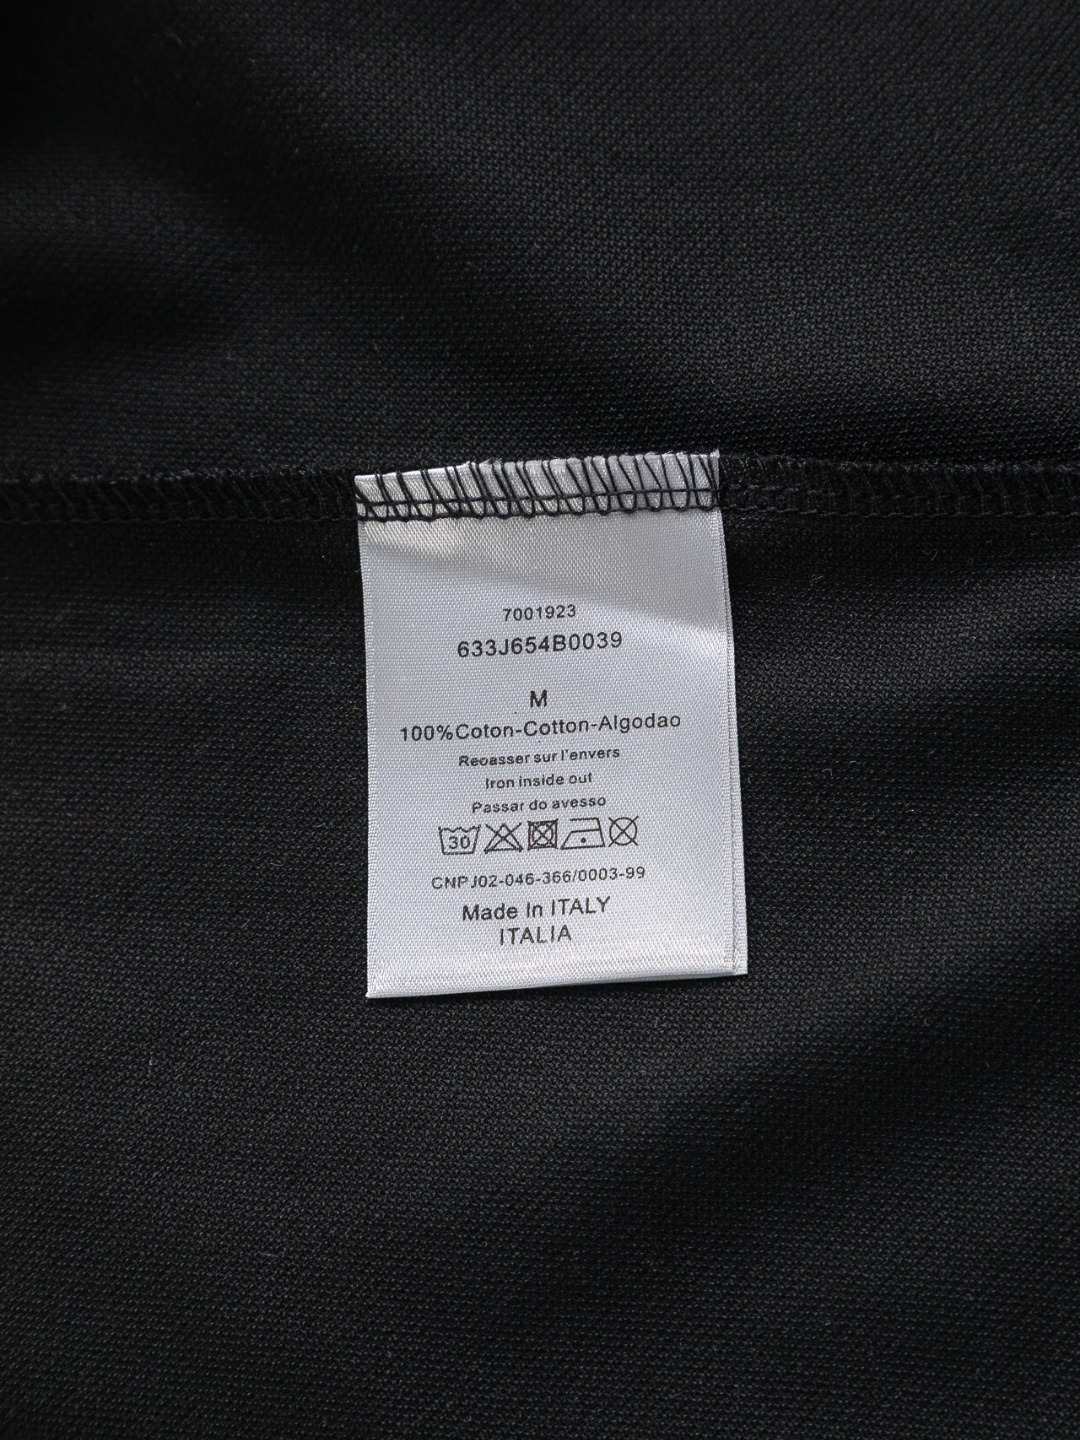 7001923
633J654B0039
M
100%Coton-Cotton-Algodao
Reoasser sur l'envers
Iron inside out
Passar do avesso
30
CNPJ02-046-366/0003-99
Made In ITALY
ITALIA